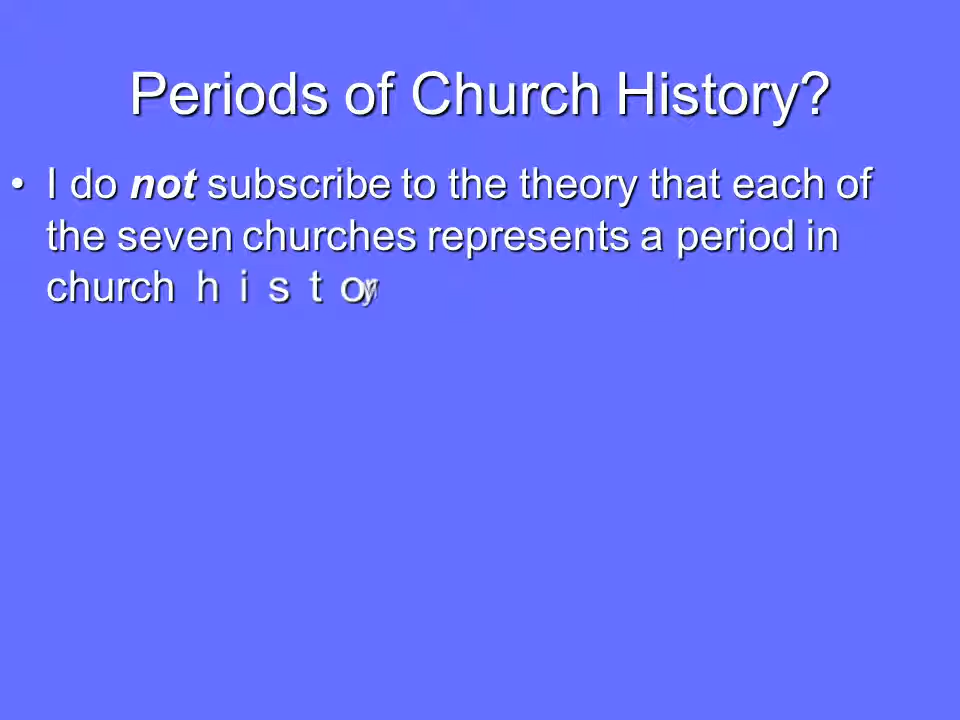 Periods of Church History?
• I do not subscribe to the theory that each of
the seven churches represents a period in
church history